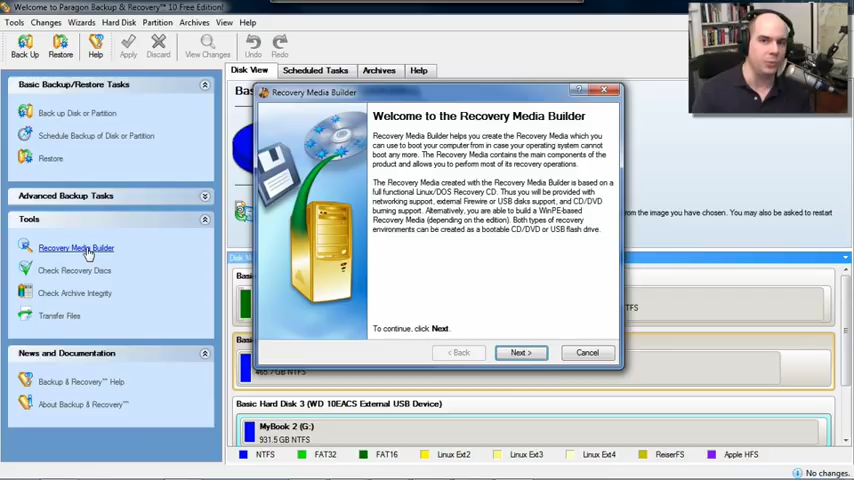 Welcome to Paragon Backup & Recovery™ 10 Free Edition!
Tools Changes Wizards Hard Disk Partition Archives View Help
Back Up Restore Help Apply Discard View Changes Undo Redo
Basic Backup/Restore Tasks
Back up Disk or Partition
Schedule Backup of Disk or Partition
Restore
Advanced Backup Tasks
Tools
Recovery Media Builder
Check Recovery Discs
Check Archive Integrity
Transfer Files
News and Documentation
Backup & Recovery™ Help
About Backup & Recovery™
Disk View Scheduled Tasks Archives Help
Recovery Media Builder
Welcome to the Recovery Media Builder
Recovery Media Builder helps you create the Recovery Media which you
can use to boot your computer from in case your operating system cannot
boot any more. The Recovery Media contains the main components of the
product and allows you to perform most of its recovery operations.
The Recovery Media created with the Recovery Media Builder is based on a
full functional Linux/DOS Recovery CD. Thus you will be provided with
networking support, external Firewire or USB disks support, and CD/DVD
burning support. Alternatively, you are able to build a WinPE-based
Recovery Media (depending on the edition). Both types of recovery
environments can be created as a bootable CD/DVD or USB flash drive.
To continue, click Next.
< Back Next > Cancel
from the image you have chosen. You may also be asked to restart
465.7 GB NTFS
Basic Hard Disk 3 (WD 10EACS External USB Device)
MyBook 2 (G:)
931.5 GB NTFS
NTFS FAT32 FAT16 Linux Ext2 Linux Ext3 Linux Ext4 ReiserFS Apple HFS
No changes.